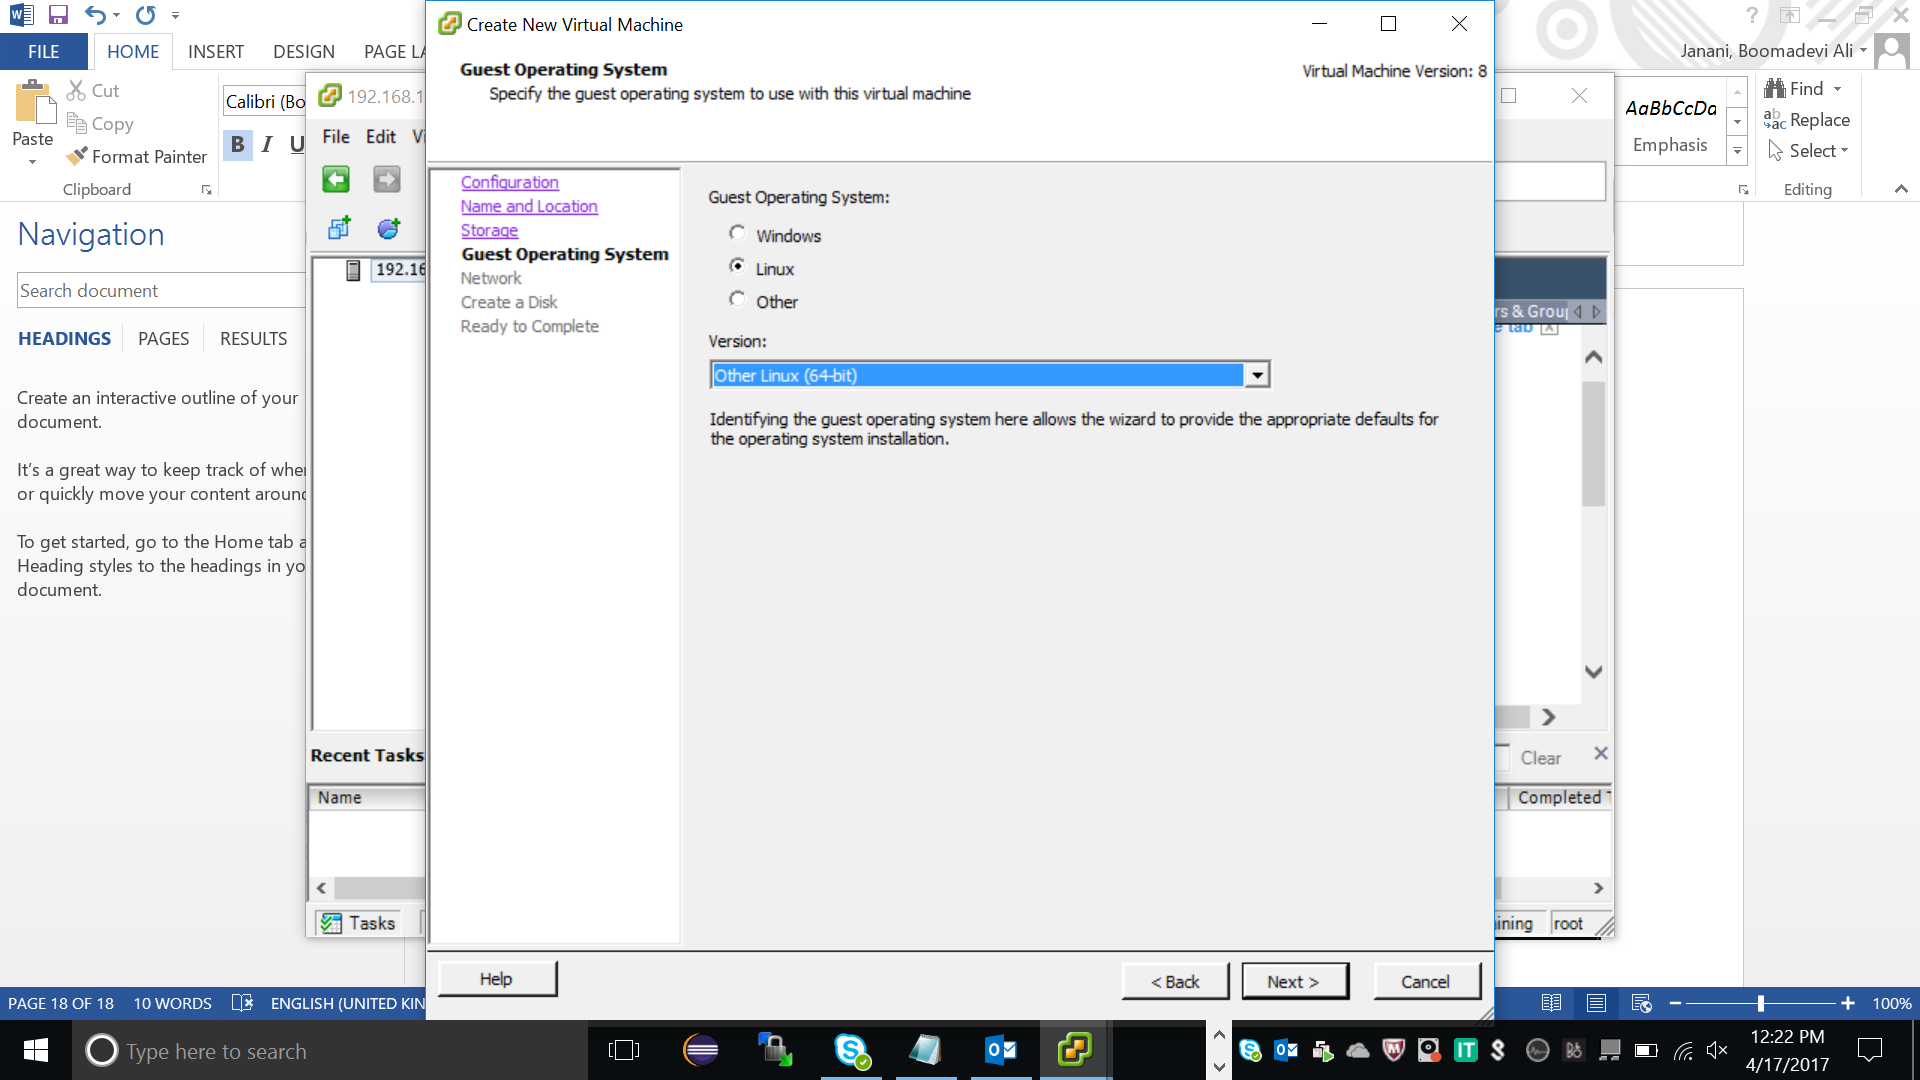 Create New Virtual Machine
Janani, Boomadevi Ali
FILE
HOME
INSERT
DESIGN
PAGE LA
Guest Operating System
Virtual Machine Version: 8
Specify the guest operating system to use with this virtual machine
Cut
Copy
Format Painter
Paste
Clipboard
Calibri (Bo
B I U
192.168.1
File Edit Vi
AaBbCcDd
Emphasis
Find
Replace
Select
Editing
Navigation
Search document
HEADINGS
PAGES
RESULTS
Create an interactive outline of your
document.
It's a great way to keep track of whe
or quickly move your content around
To get started, go to the Home tab a
Heading styles to the headings in yo
document.
192.16
Configuration
Name and Location
Storage
Guest Operating System
Network
Create a Disk
Ready to Complete
Guest Operating System:
Windows
Linux
Other
Version:
Other Linux (64-bit)
Identifying the guest operating system here allows the wizard to provide the appropriate defaults for
the operating system installation.
rs & Grou
e tab
Recent Tasks
Clear
Name
Completed T
Tasks
ining
root
Help
< Back
Next >
Cancel
PAGE 18 OF 18
10 WORDS
ENGLISH (UNITED KIN
100%
Type here to search
12:22 PM
4/17/2017